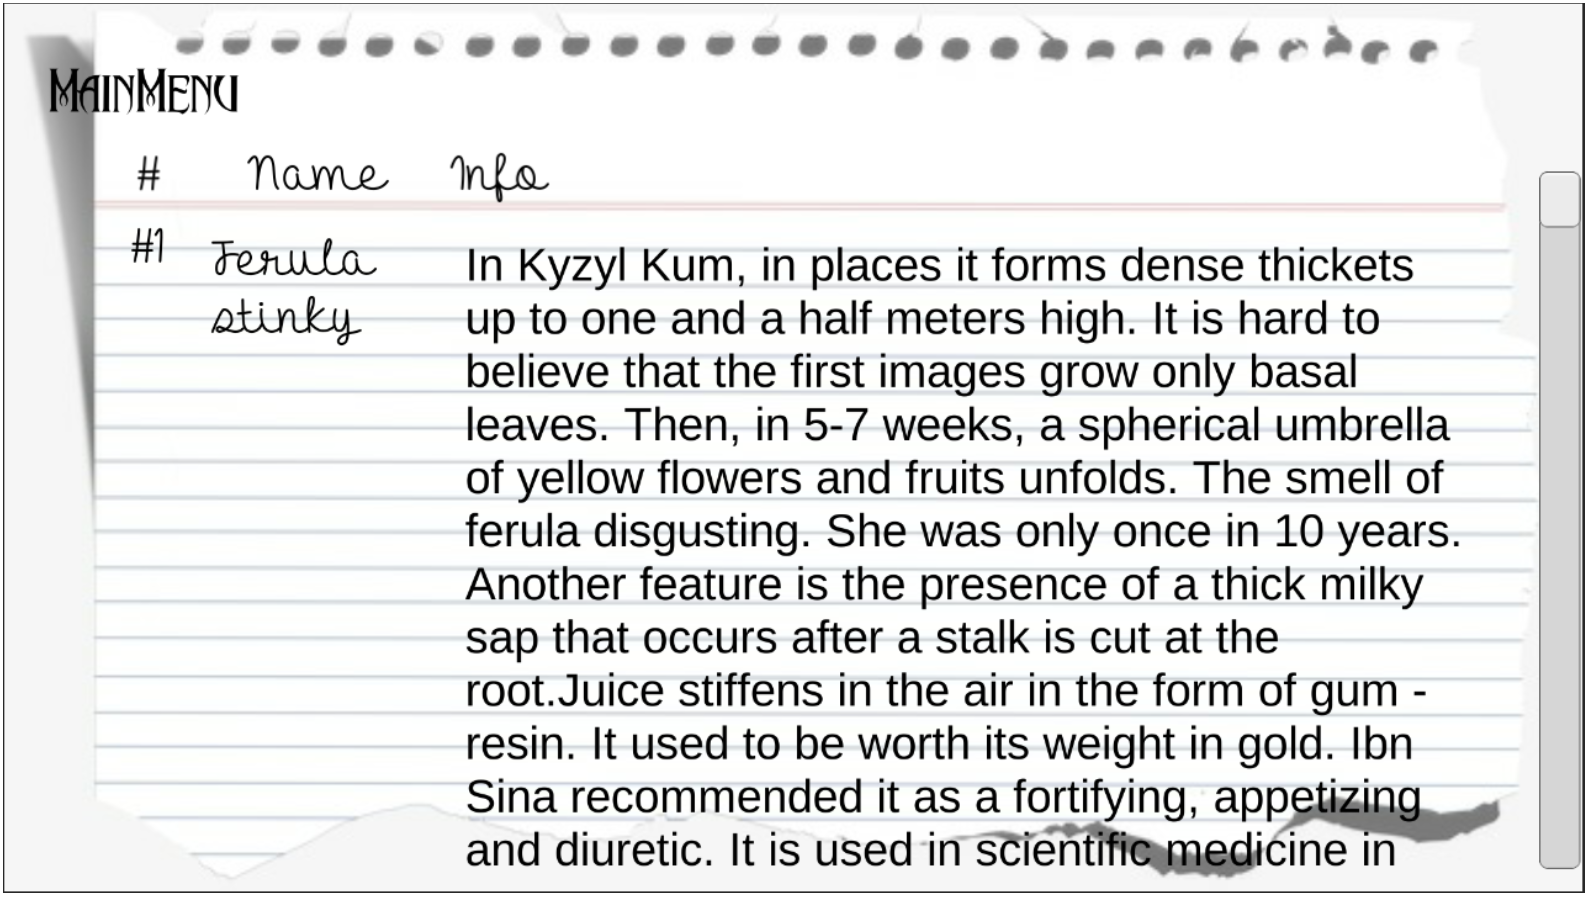 MainMenu
# Name Info
#1 Ferula
stinky
In Kyzyl Kum, in places it forms dense thickets
up to one and a half meters high. It is hard to
believe that the first images grow only basal
leaves. Then, in 5-7 weeks, a spherical umbrella
of yellow flowers and fruits unfolds. The smell of
ferula disgusting. She was only once in 10 years.
Another feature is the presence of a thick milky
sap that occurs after a stalk is cut at the
root.Juice stiffens in the air in the form of gum -
resin. It used to be worth its weight in gold. Ibn
Sina recommended it as a fortifying, appetizing
and diuretic. It is used in scientific medicine in